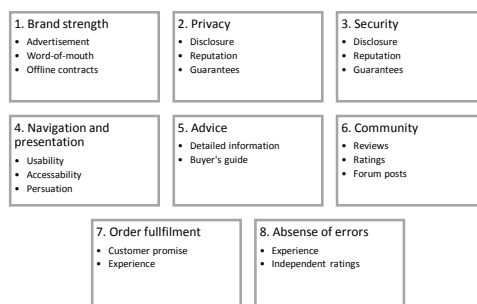 1. Brand strength
• Advertisement
• Word-of-mouth
• Offline contracts
2. Privacy
• Disclosure
• Reputation
• Guarantees
3. Security
• Disclosure
• Reputation
• Guarantees
4. Navigation and
presentation
• Usability
• Accessability
• Persuation
5. Advice
• Detailed information
• Buyer's guide
6. Community
• Reviews
• Ratings
• Forum posts
7. Order fullfilment
• Customer promise
• Experience
8. Absense of errors
• Experience
• Independent ratings